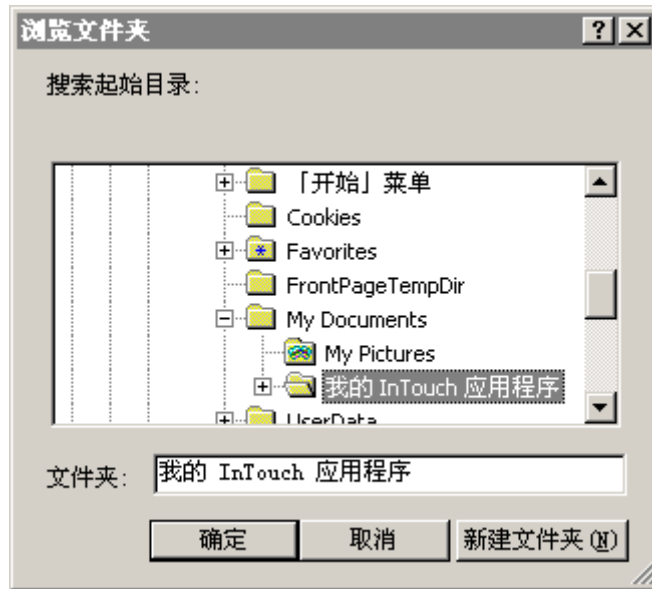 浏览文件夹
搜索起始目录:
「开始」菜单
Cookies
Favorites
FrontPageTempDir
My Documents
My Pictures
我的 InTouch 应用程序
UserData
文件夹: 我的 InTouch 应用程序
确定 取消 新建文件夹(N)